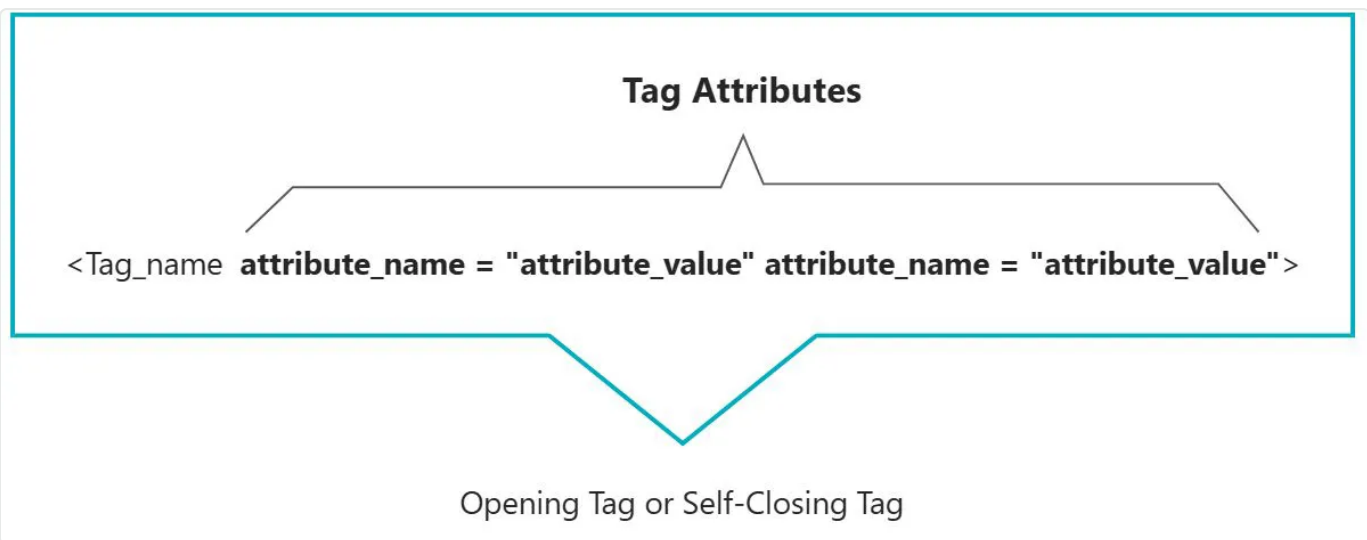 Tag Attributes
<Tag_name attribute_name = "attribute_value" attribute_name = "attribute_value">
Opening Tag or Self-Closing Tag